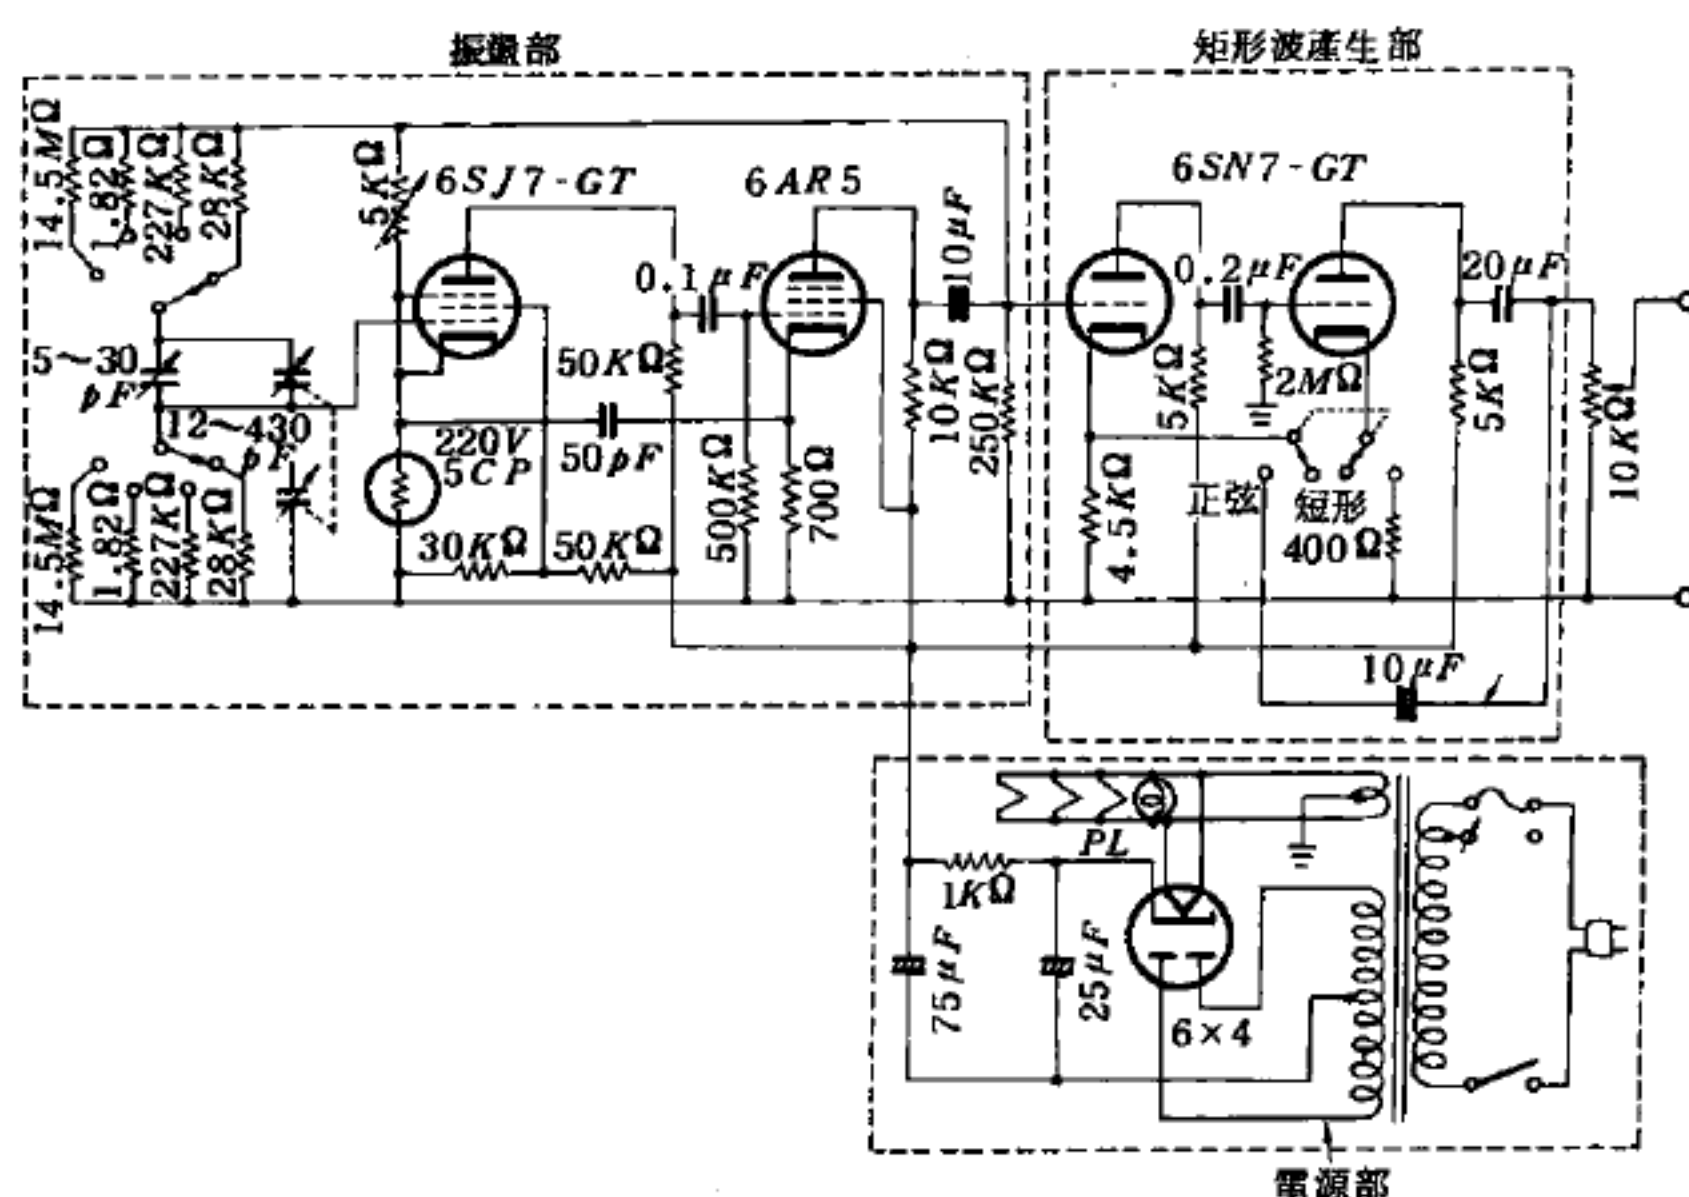 振盪部
矩形波產生部
14.5MΩ
1.82Ω
227KΩ
28KΩ
5KΩ
6SJ7-GT
6AR5
6SN7-GT
0.1μF
10μF
0.2μF
20μF
5~30
pF
12~430
pF
50KΩ
220V
5CP
50pF
10KΩ
250KΩ
5KΩ
2MΩ
5KΩ
10KΩ
14.5MΩ
1.82Ω
227KΩ
28KΩ
30KΩ
50KΩ
500KΩ
700Ω
4.5KΩ
正弦
短形
400Ω
10μF
PL
1KΩ
75μF
25μF
6×4
電源部